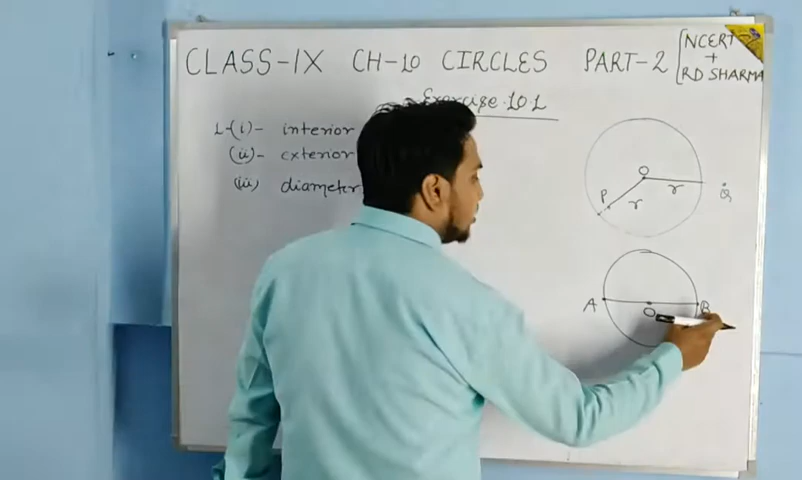 CLASS-IX CH-10 CIRCLES PART-2 [NCERT
+
RD SHARMA
Exercise 10.1
1-(i)- interior
(ii)- exterior
(iii) diameter
O
P r r Q
A O B